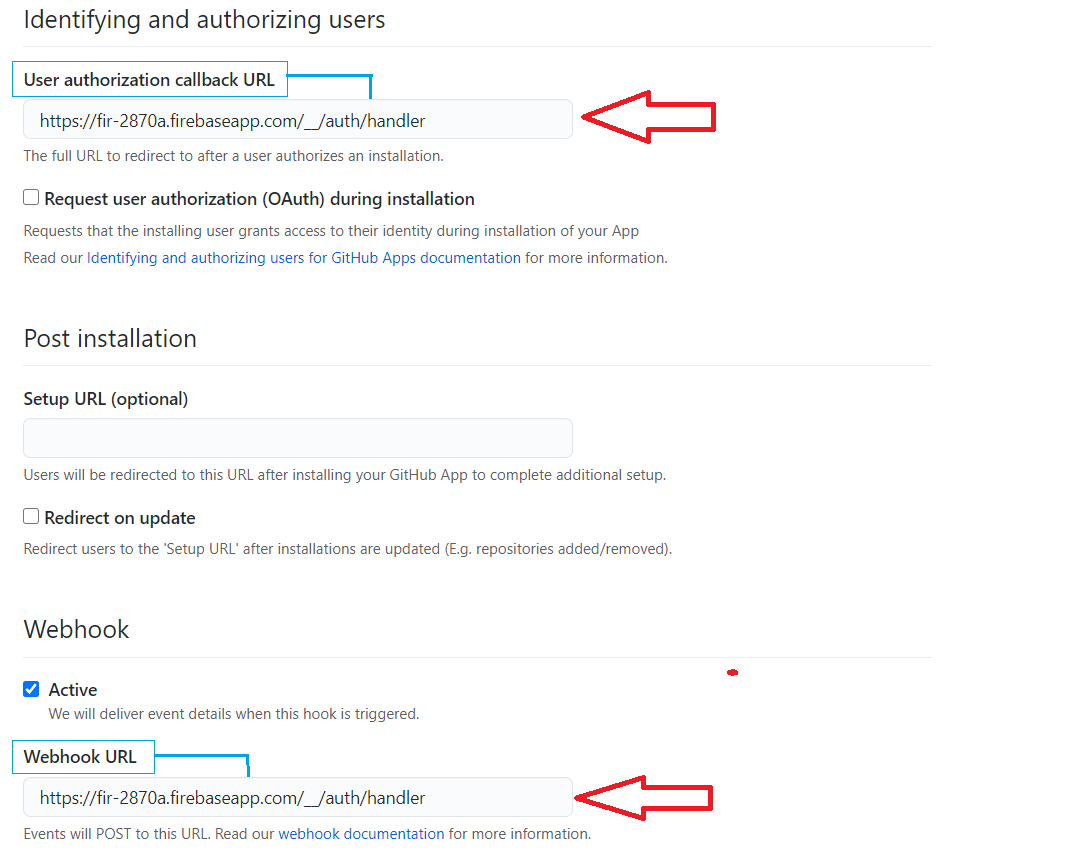 Identifying and authorizing users
User authorization callback URL
https://fir-2870a.firebaseapp.com/__/auth/handler
The full URL to redirect to after a user authorizes an installation.
Request user authorization (OAuth) during installation
Requests that the installing user grants access to their identity during installation of your App
Read our Identifying and authorizing users for GitHub Apps documentation for more information.
Post installation
Setup URL (optional)
Users will be redirected to this URL after installing your GitHub App to complete additional setup.
Redirect on update
Redirect users to the 'Setup URL' after installations are updated (E.g. repositories added/removed).
Webhook
Active
We will deliver event details when this hook is triggered.
Webhook URL
https://fir-2870a.firebaseapp.com/__/auth/handler
Events will POST to this URL. Read our webhook documentation for more information.